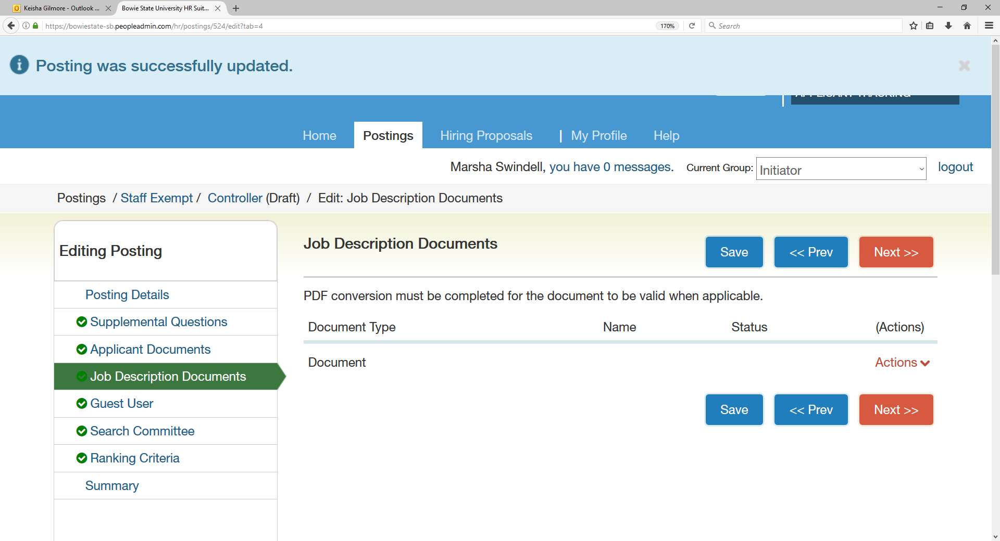 Keisha Gilmore - Outlook ...
Bowie State University HR Suit...
https://bowiestate-sb.peopleadmin.com/hr/postings/524/edit?tab=4
170%
Search
Posting was successfully updated.
APPLICANT TRACKING
Home
Postings
Hiring Proposals
|
My Profile
Help
Marsha Swindell, you have 0 messages.
Current Group:
Initiator
logout
Postings / Staff Exempt / Controller (Draft) / Edit: Job Description Documents
Editing Posting
Posting Details
Supplemental Questions
Applicant Documents
Job Description Documents
Guest User
Search Committee
Ranking Criteria
Summary
Job Description Documents
Save
<< Prev
Next >>
PDF conversion must be completed for the document to be valid when applicable.
Document Type
Name
Status
(Actions)
Document
Actions
Save
<< Prev
Next >>